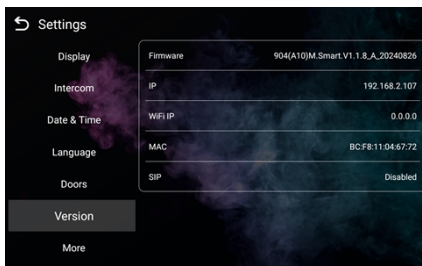 Settings
Display
Intercom
Date & Time
Language
Doors
Version
More
Firmware 904(A10)M.Smart.V1.1.8_A_20240826
IP 192.168.2.107
WiFi IP 0.0.0.0
MAC BC:F8:11:04:67:72
SIP Disabled